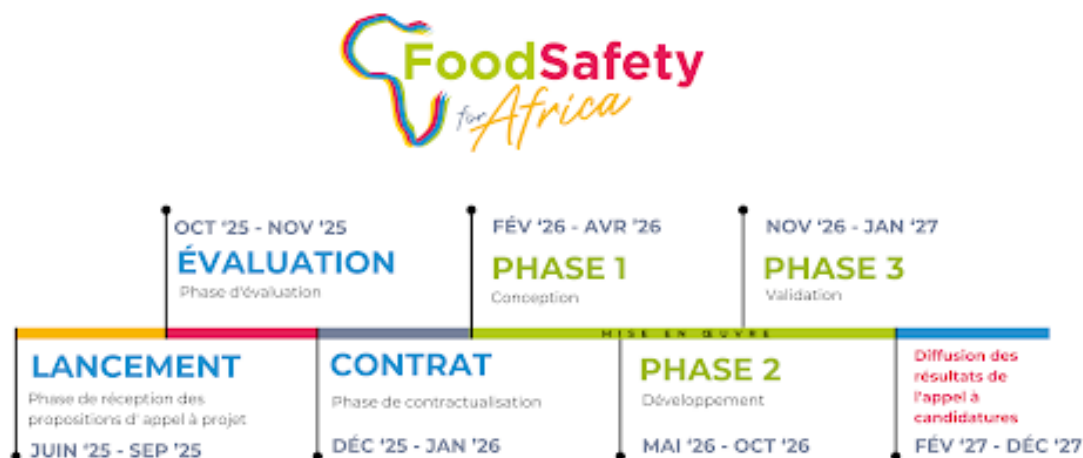 FoodSafety
for Africa
OCT '25 - NOV '25
ÉVALUATION
Phase d'évaluation
FÉV '26 - AVR '26
PHASE 1
Conception
NOV '26 - JAN '27
PHASE 3
Validation
MISE EN ŒUVRE
LANCEMENT
Phase de réception des
propositions d' appel à projet
JUIN '25 - SEP '25
CONTRAT
Phase de contractualisation
DÉC '25 - JAN '26
PHASE 2
Développement
MAI '26 - OCT '26
Diffusion des
résultats de
l'appel à
candidatures
FÉV '27 - DÉC '27